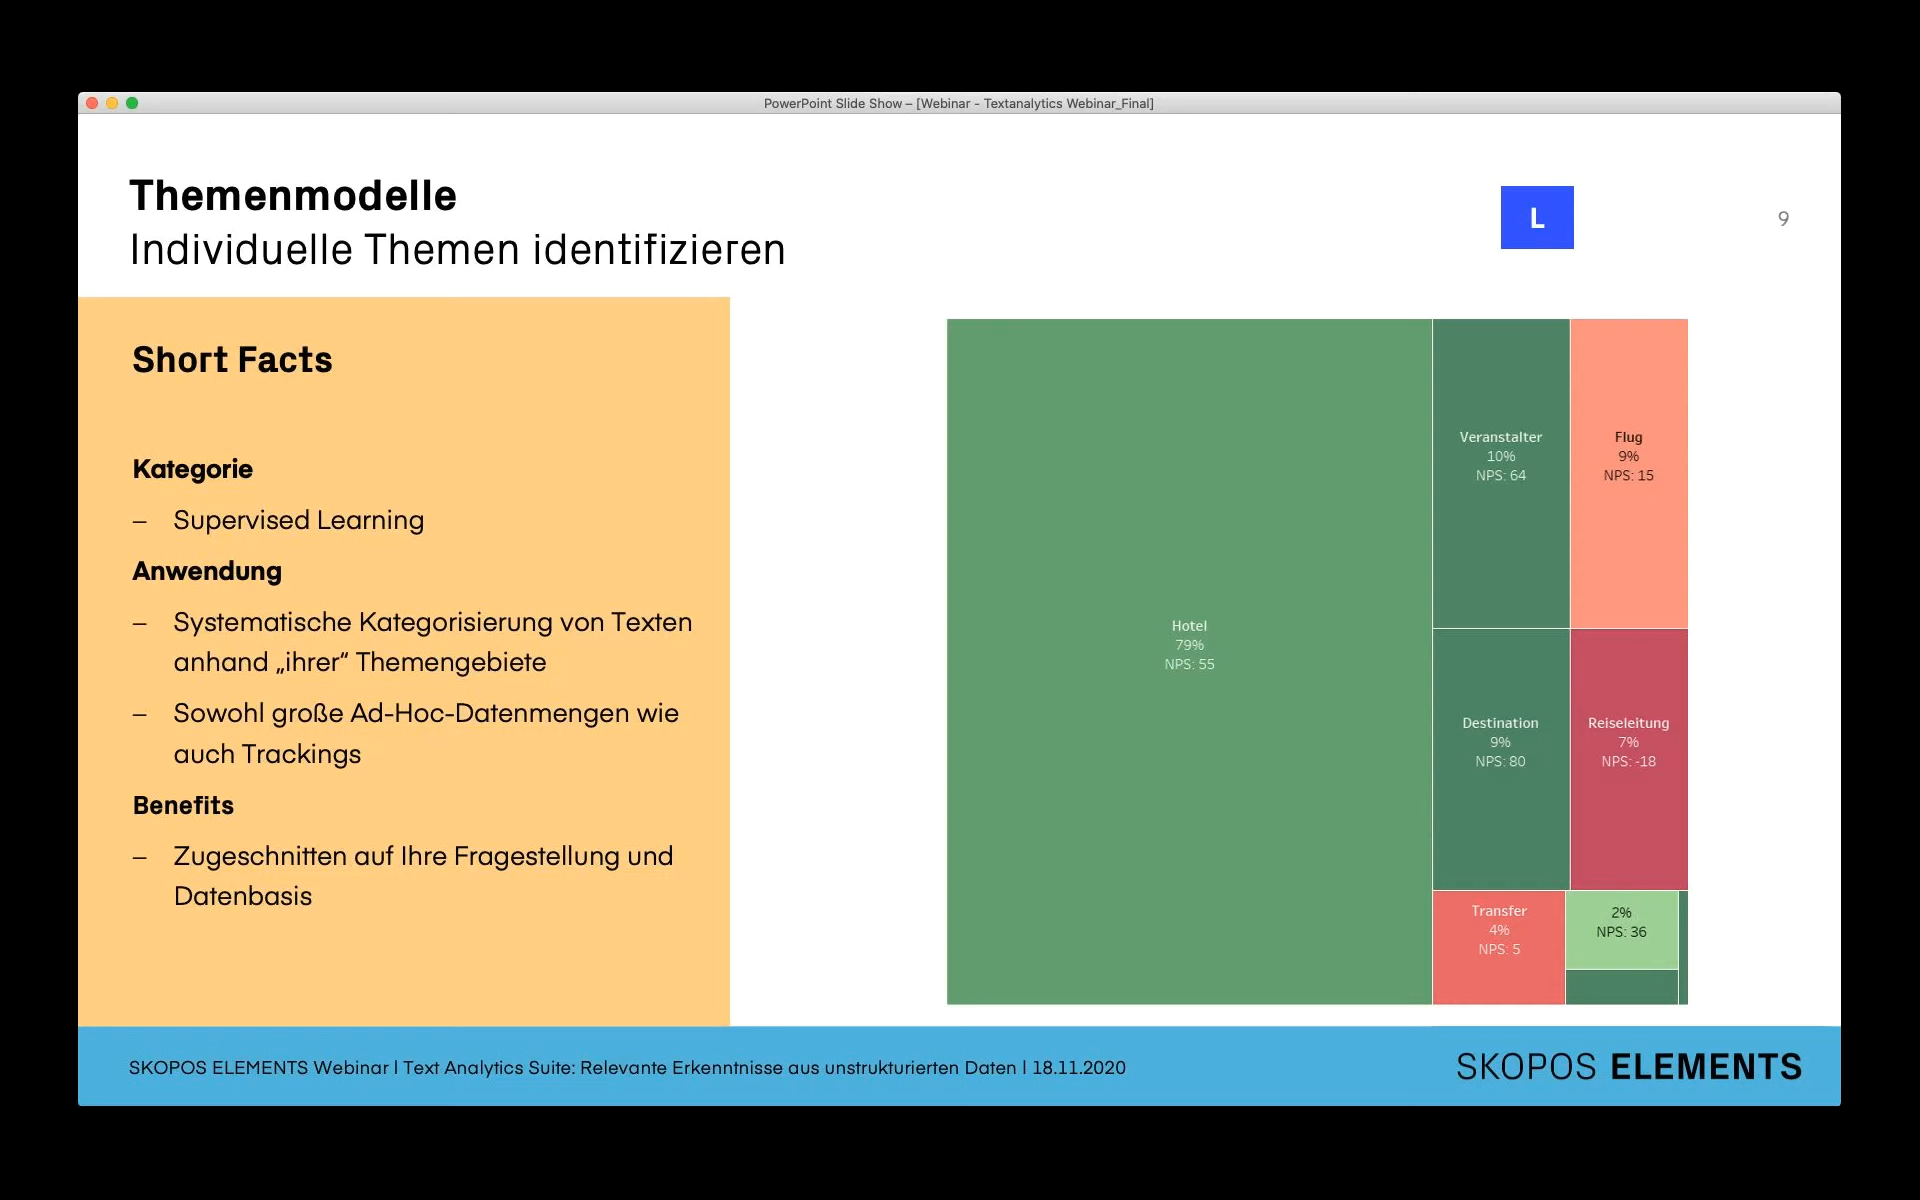 PowerPoint Slide Show – [Webinar - Textanalytics Webinar_Final]
Themenmodelle
Individuelle Themen identifizieren
L
9
Short Facts
Kategorie
– Supervised Learning
Anwendung
– Systematische Kategorisierung von Texten
anhand „ihrer“ Themengebiete
– Sowohl große Ad-Hoc-Datenmengen wie
auch Trackings
Benefits
– Zugeschnitten auf Ihre Fragestellung und
Datenbasis
Hotel
79%
NPS: 55
Veranstalter
10%
NPS: 64
Flug
9%
NPS: 15
Destination
9%
NPS: 80
Reiseleitung
7%
NPS: -18
Transfer
4%
NPS: 5
2%
NPS: 36
SKOPOS ELEMENTS Webinar | Text Analytics Suite: Relevante Erkenntnisse aus unstrukturierten Daten | 18.11.2020
SKOPOS ELEMENTS